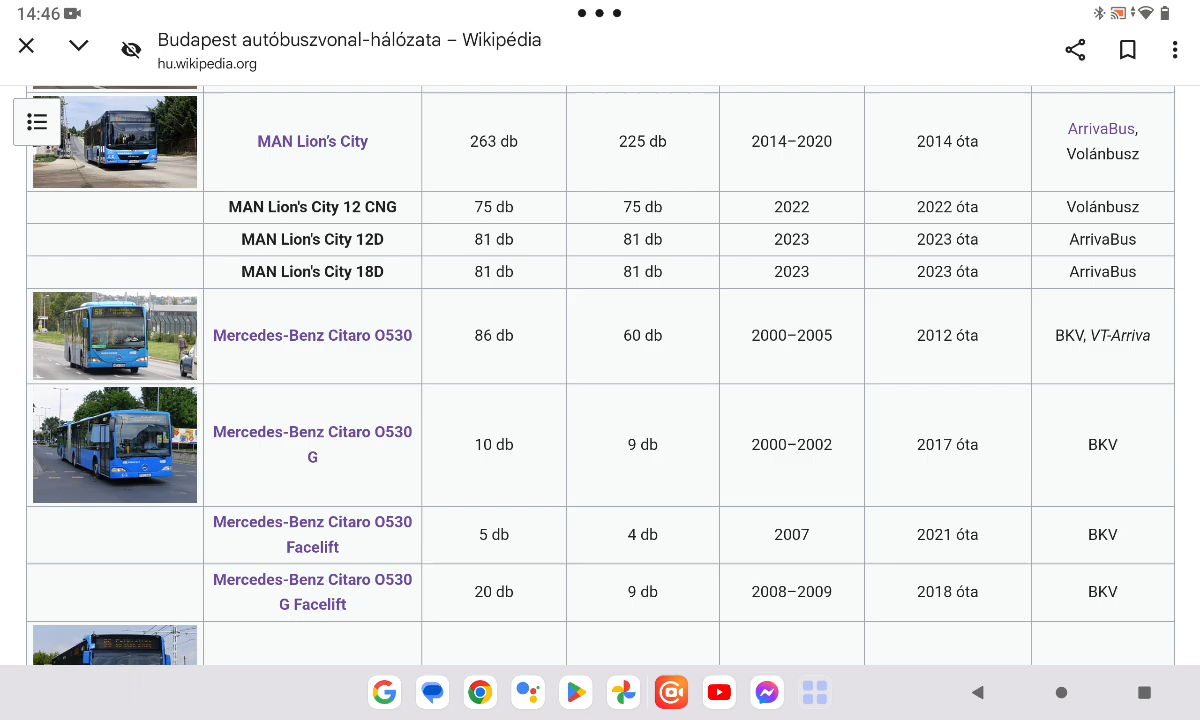 14:46
Budapest autóbuszvonal-hálózata – Wikipédia
hu.wikipedia.org
MAN Lion’s City 263 db 225 db 2014–2020 2014 óta ArrivaBus,
Volánbusz
MAN Lion's City 12 CNG 75 db 75 db 2022 2022 óta Volánbusz
MAN Lion's City 12D 81 db 81 db 2023 2023 óta ArrivaBus
MAN Lion's City 18D 81 db 81 db 2023 2023 óta ArrivaBus
Mercedes-Benz Citaro O530 86 db 60 db 2000–2005 2012 óta BKV, VT-Arriva
Mercedes-Benz Citaro O530
G 10 db 9 db 2000–2002 2017 óta BKV
Mercedes-Benz Citaro O530
Facelift 5 db 4 db 2007 2021 óta BKV
Mercedes-Benz Citaro O530
G Facelift 20 db 9 db 2008–2009 2018 óta BKV